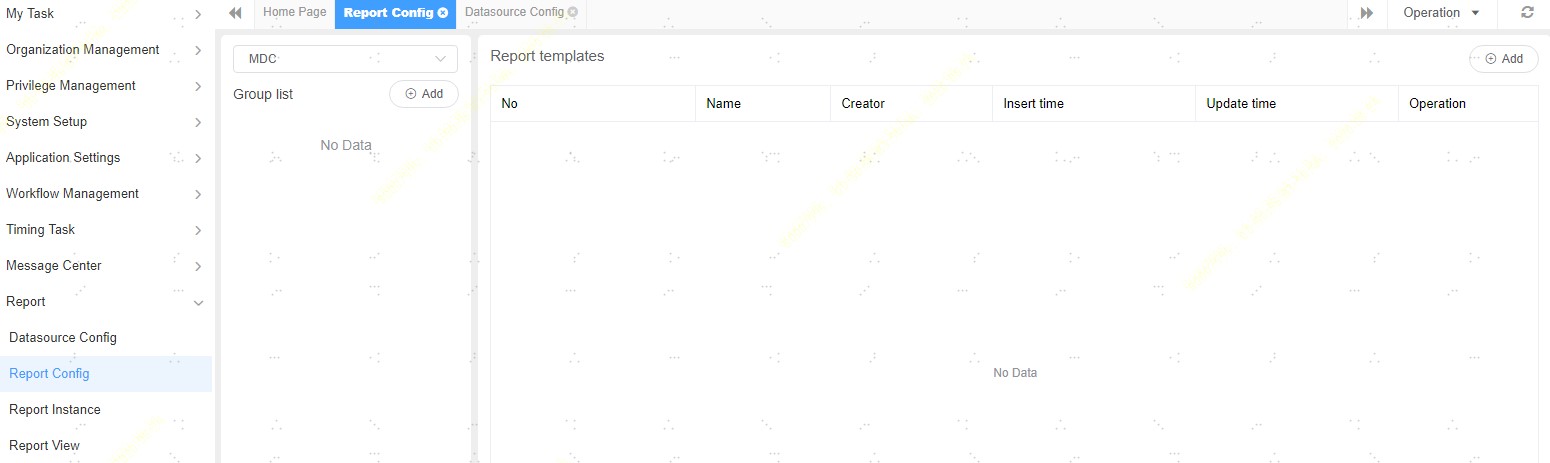 My Task
Organization Management
Privilege Management
System Setup
Application Settings
Workflow Management
Timing Task
Message Center
Report
Datasource Config
Report Config
Report Instance
Report View
Home Page
Report Config
Datasource Config
Operation
MDC
Group list
Add
No Data
Report templates
Add
No Name Creator Insert time Update time Operation
No Data